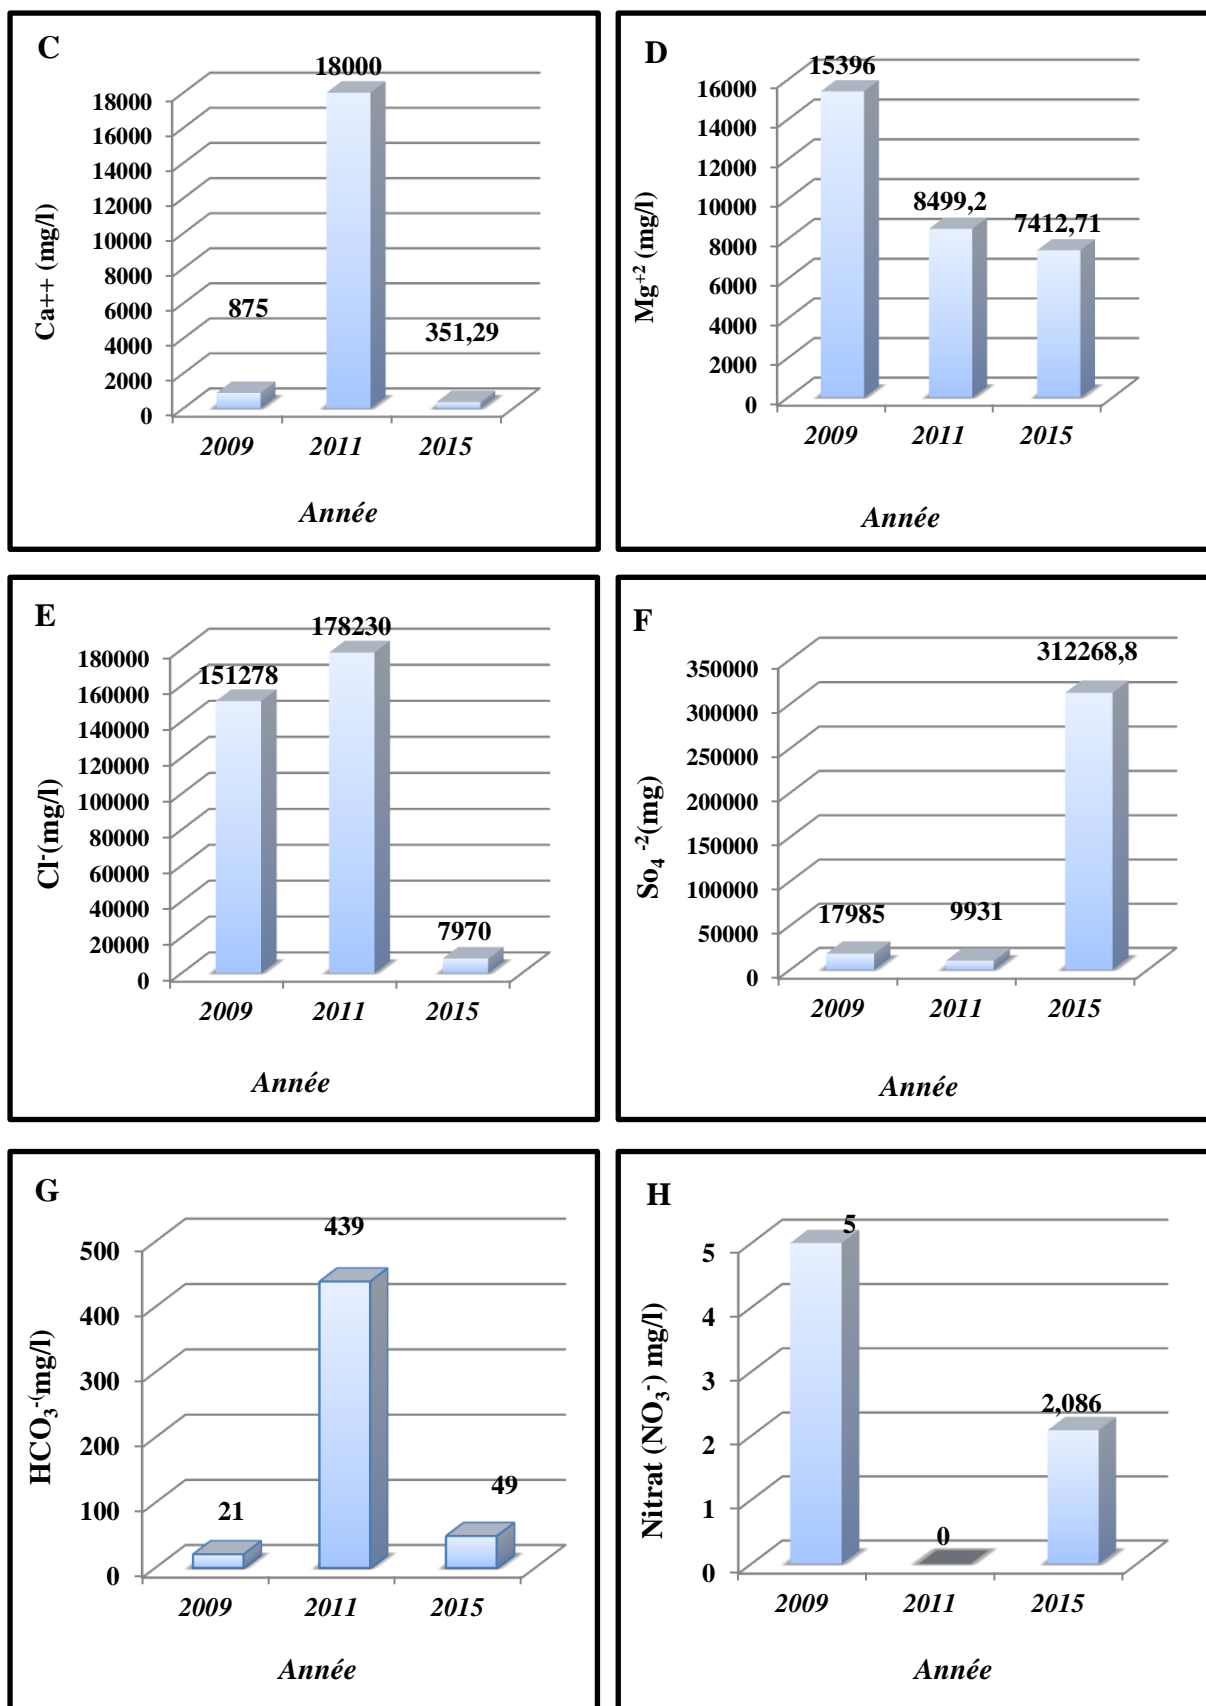 C
18000
18000
16000
14000
12000
10000
8000
6000
4000
2000
0
875
351,29
Ca++ (mg/l)
2009 2011 2015
Année
D
15396
16000
14000
12000
10000
8000
6000
4000
2000
0
8499,2
7412,71
Mg⁺² (mg/l)
2009 2011 2015
Année
E
178230
180000
160000
140000
120000
100000
80000
60000
40000
20000
0
151278
7970
Cl⁻(mg/l)
2009 2011 2015
Année
F
312268,8
350000
300000
250000
200000
150000
100000
50000
0
17985
9931
So₄ ⁻²(mg)
2009 2011 2015
Année
G
439
500
400
300
200
100
0
21
49
HCO₃⁻⁽mg/l)
2009 2011 2015
Année
H
5
5
4
3
2
1
0
2,086
0
Nitrat (NO₃⁻) mg/l)
2009 2011 2015
Année